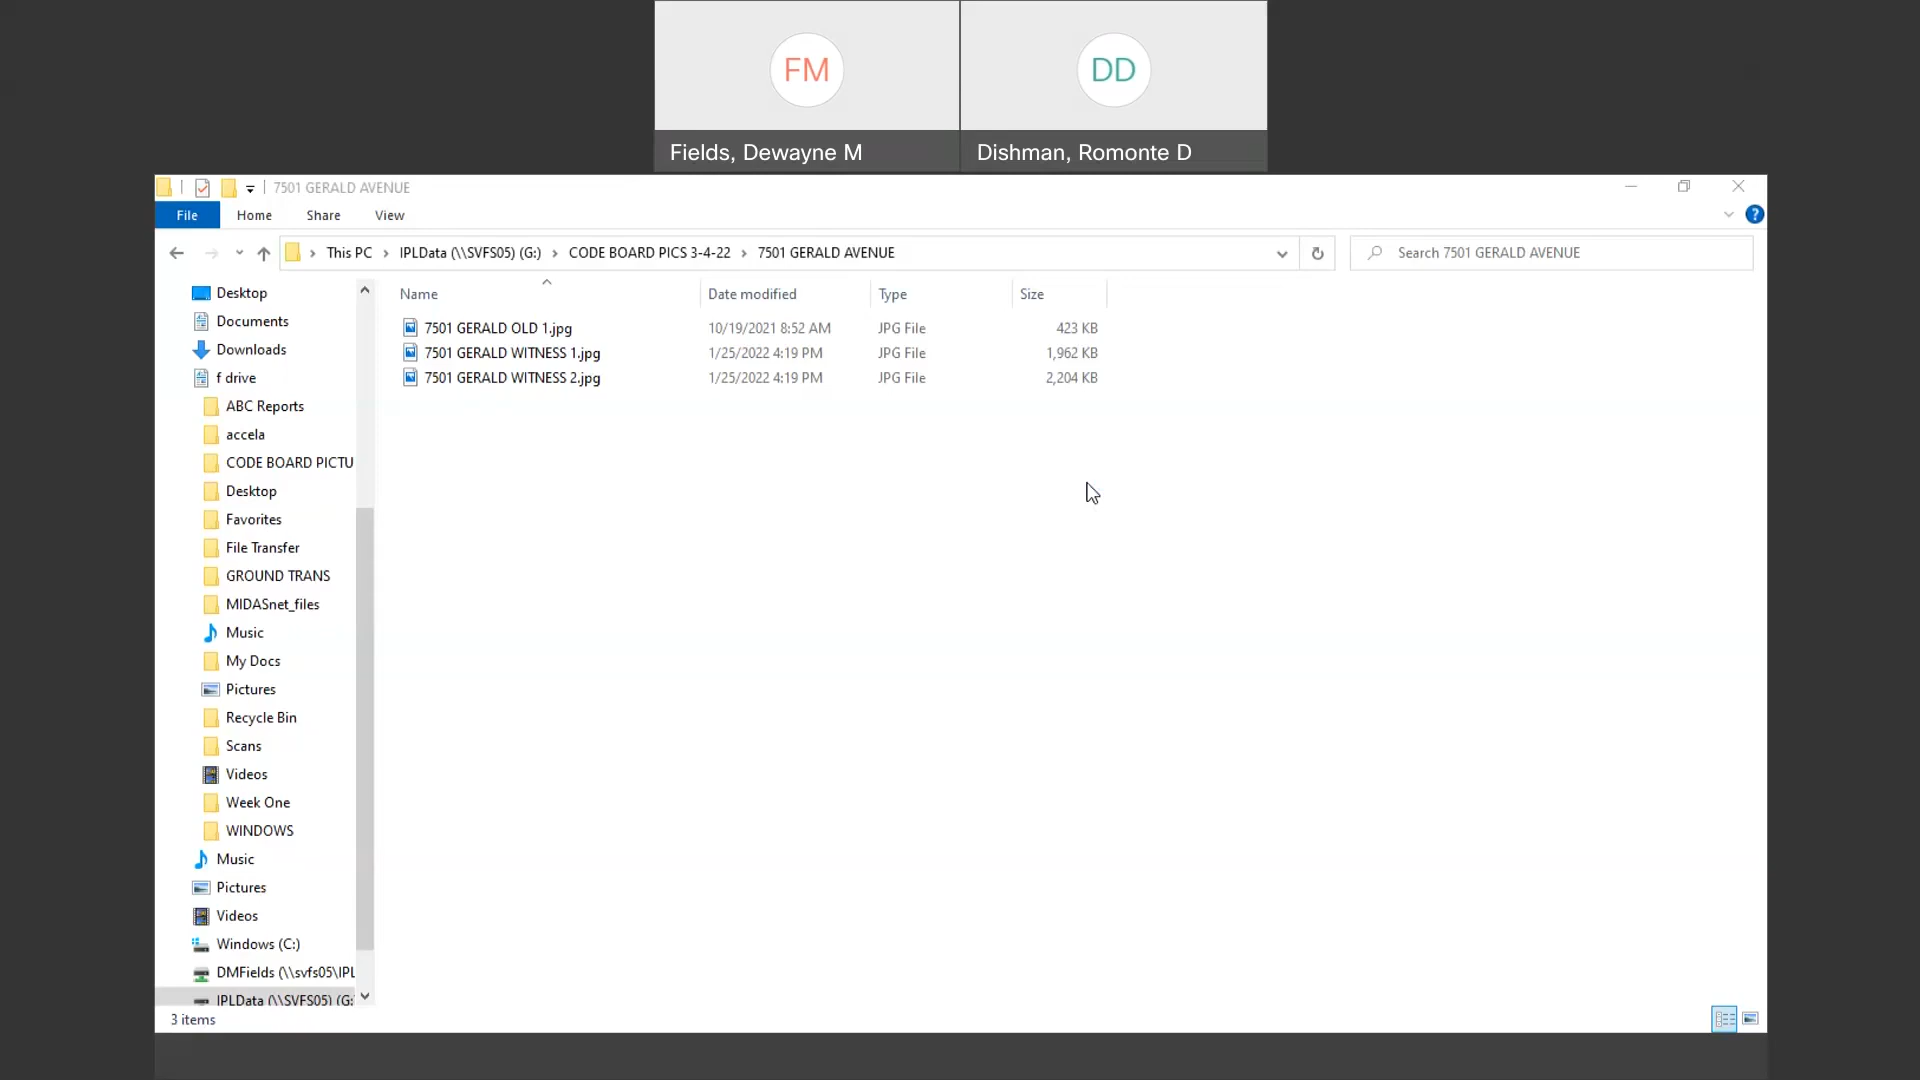 FM
DD
Fields, Dewayne M
Dishman, Romonte D
7501 GERALD AVENUE
File Home Share View
?
This PC IPLData (\\SVFS05) (G:) CODE BOARD PICS 3-4-22 7501 GERALD AVENUE
Search 7501 GERALD AVENUE
Name Date modified Type Size
7501 GERALD OLD 1.jpg 10/19/2021 8:52 AM JPG File 423 KB
7501 GERALD WITNESS 1.jpg 1/25/2022 4:19 PM JPG File 1,962 KB
7501 GERALD WITNESS 2.jpg 1/25/2022 4:19 PM JPG File 2,204 KB
Desktop
Documents
Downloads
f drive
ABC Reports
accela
CODE BOARD PICTU
Desktop
Favorites
File Transfer
GROUND TRANS
MIDASnet_files
Music
My Docs
Pictures
Recycle Bin
Scans
Videos
Week One
WINDOWS
Music
Pictures
Videos
Windows (C:)
DMFields (\\svfs05\IPL
IPLData (\\SVFS05) (G:
3 items